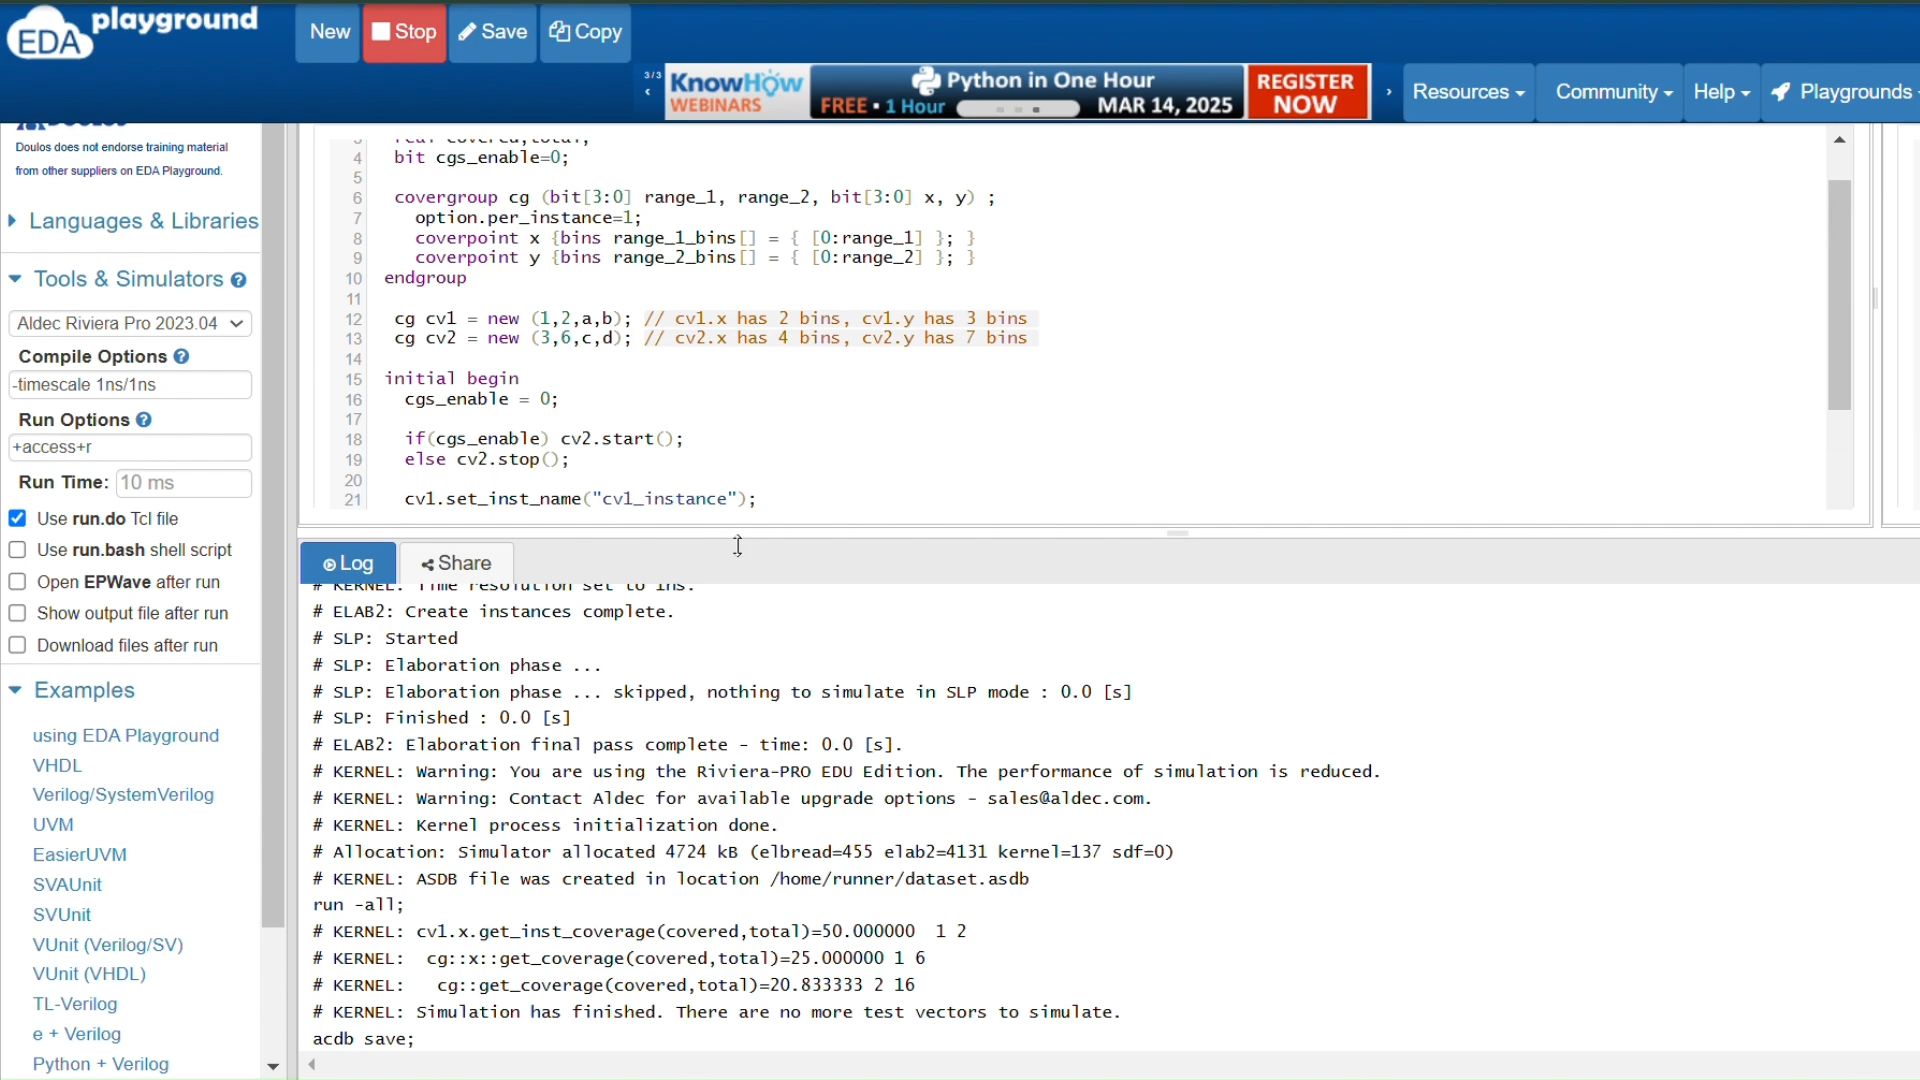 EDA playground
New
Stop
Save
Copy
3/3
KnowHow
WEBINARS
Python in One Hour
FREE • 1 Hour
MAR 14, 2025
REGISTER
NOW
Resources
Community
Help
Playgrounds
Doulos
Doulos does not endorse training material
from other suppliers on EDA Playground.
Languages & Libraries
Tools & Simulators
Aldec Riviera Pro 2023.04
Compile Options
-timescale 1ns/1ns
Run Options
+access+r
Run Time: 10 ms
Use run.do Tcl file
Use run.bash shell script
Open EPWave after run
Show output file after run
Download files after run
Examples
using EDA Playground
VHDL
Verilog/SystemVerilog
UVM
EasierUVM
SVAUnit
SVUnit
VUnit (Verilog/SV)
VUnit (VHDL)
TL-Verilog
e + Verilog
Python + Verilog
3 real covered,total;
4 bit cgs_enable=0;
5
6 covergroup cg (bit[3:0] range_1, range_2, bit[3:0] x, y) ;
7 option.per_instance=1;
8 coverpoint x {bins range_1_bins[] = { [0:range_1] }; }
9 coverpoint y {bins range_2_bins[] = { [0:range_2] }; }
10 endgroup
11
12 cg cv1 = new (1,2,a,b); // cv1.x has 2 bins, cv1.y has 3 bins
13 cg cv2 = new (3,6,c,d); // cv2.x has 4 bins, cv2.y has 7 bins
14
15 initial begin
16 cgs_enable = 0;
17
18 if(cgs_enable) cv2.start();
19 else cv2.stop();
20
21 cv1.set_inst_name("cv1_instance");
Log
Share
# KERNEL: Time resolution set to 1ns.
# ELAB2: Create instances complete.
# SLP: Started
# SLP: Elaboration phase ...
# SLP: Elaboration phase ... skipped, nothing to simulate in SLP mode : 0.0 [s]
# SLP: Finished : 0.0 [s]
# ELAB2: Elaboration final pass complete - time: 0.0 [s].
# KERNEL: Warning: You are using the Riviera-PRO EDU Edition. The performance of simulation is reduced.
# KERNEL: Warning: Contact Aldec for available upgrade options - sales@aldec.com.
# KERNEL: Kernel process initialization done.
# Allocation: Simulator allocated 4724 kB (elbread=455 elab2=4131 kernel=137 sdf=0)
# KERNEL: ASDB file was created in location /home/runner/dataset.asdb
run -all;
# KERNEL: cv1.x.get_inst_coverage(covered,total)=50.000000 1 2
# KERNEL: cg::x::get_coverage(covered,total)=25.000000 1 6
# KERNEL: cg::get_coverage(covered,total)=20.833333 2 16
# KERNEL: Simulation has finished. There are no more test vectors to simulate.
acdb save;